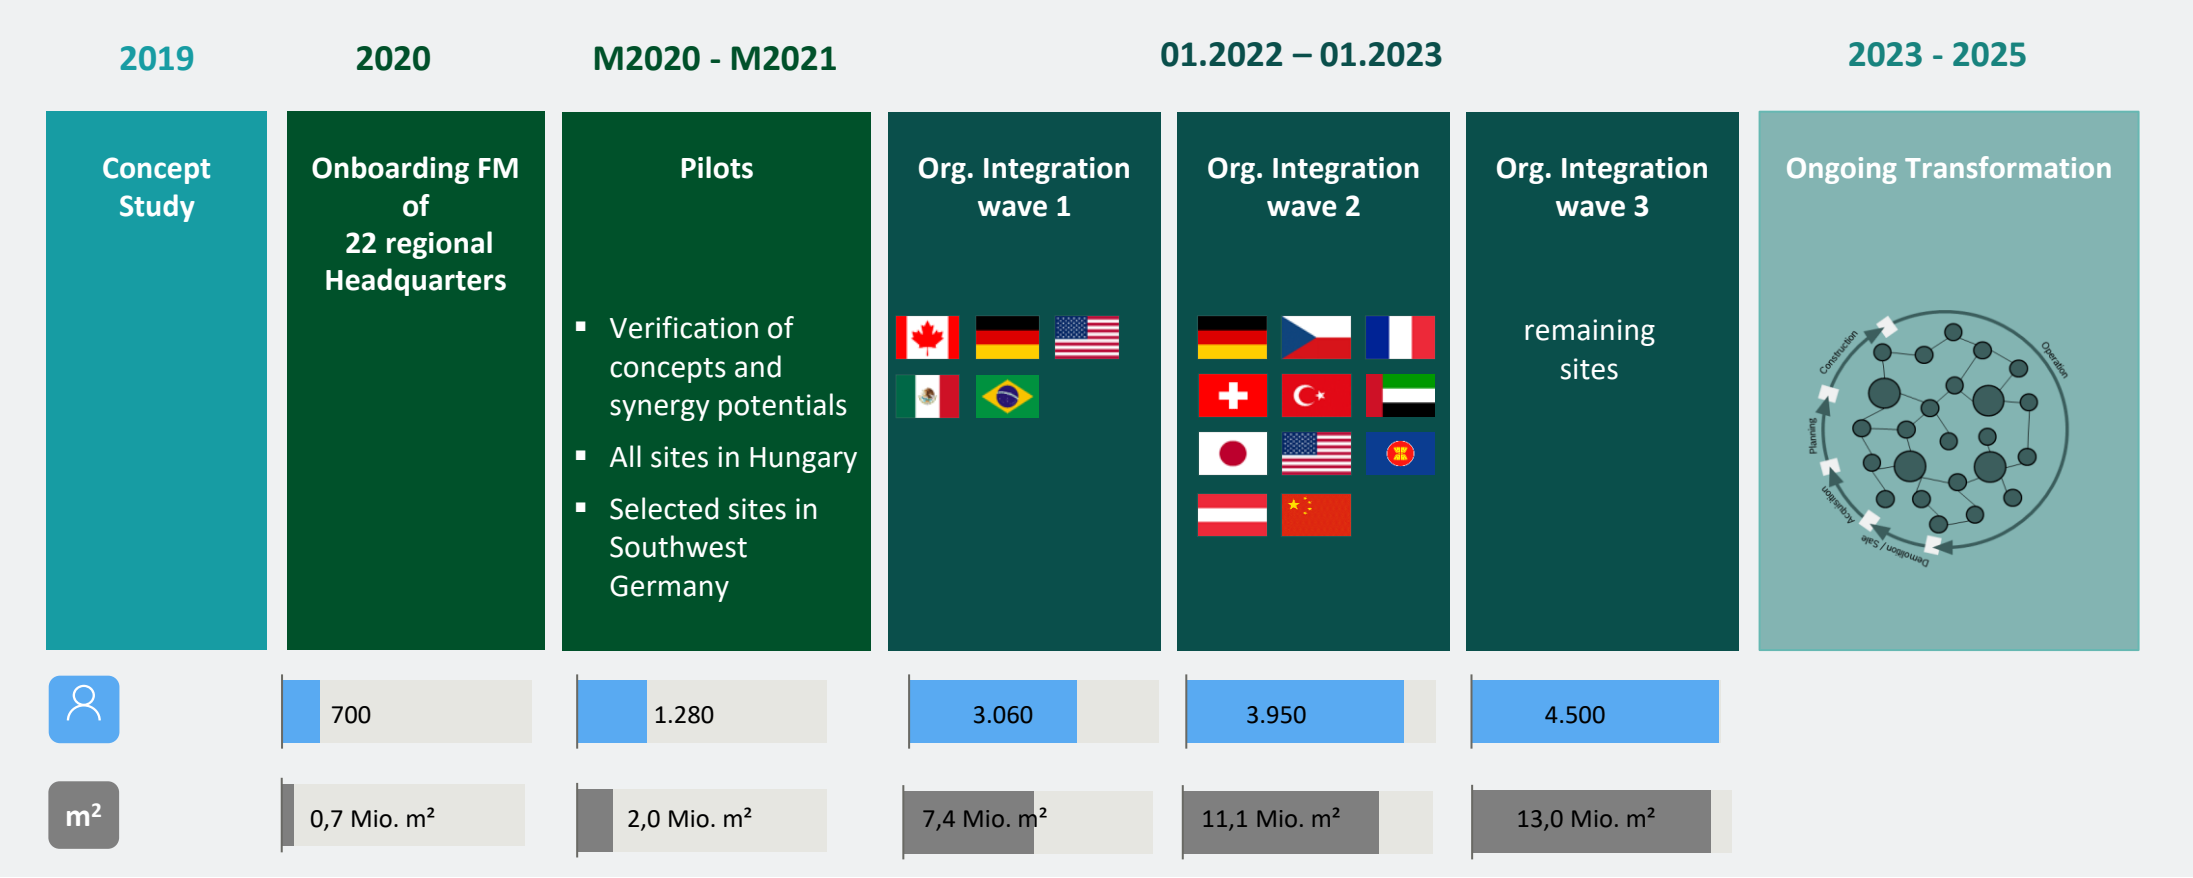 2019
2020
M2020 - M2021
01.2022 – 01.2023
2023 - 2025
Concept
Study
Onboarding FM
of
22 regional
Headquarters
Pilots
▪ Verification of
concepts and
synergy potentials
▪ All sites in Hungary
▪ Selected sites in
Southwest
Germany
Org. Integration
wave 1
Org. Integration
wave 2
Org. Integration
wave 3
remaining
sites
Ongoing Transformation
Construction
Operation
Planning
Acquisition
Demolition / Sale
700
1.280
3.060
3.950
4.500
m²
0,7 Mio. m²
2,0 Mio. m²
7,4 Mio. m²
11,1 Mio. m²
13,0 Mio. m²